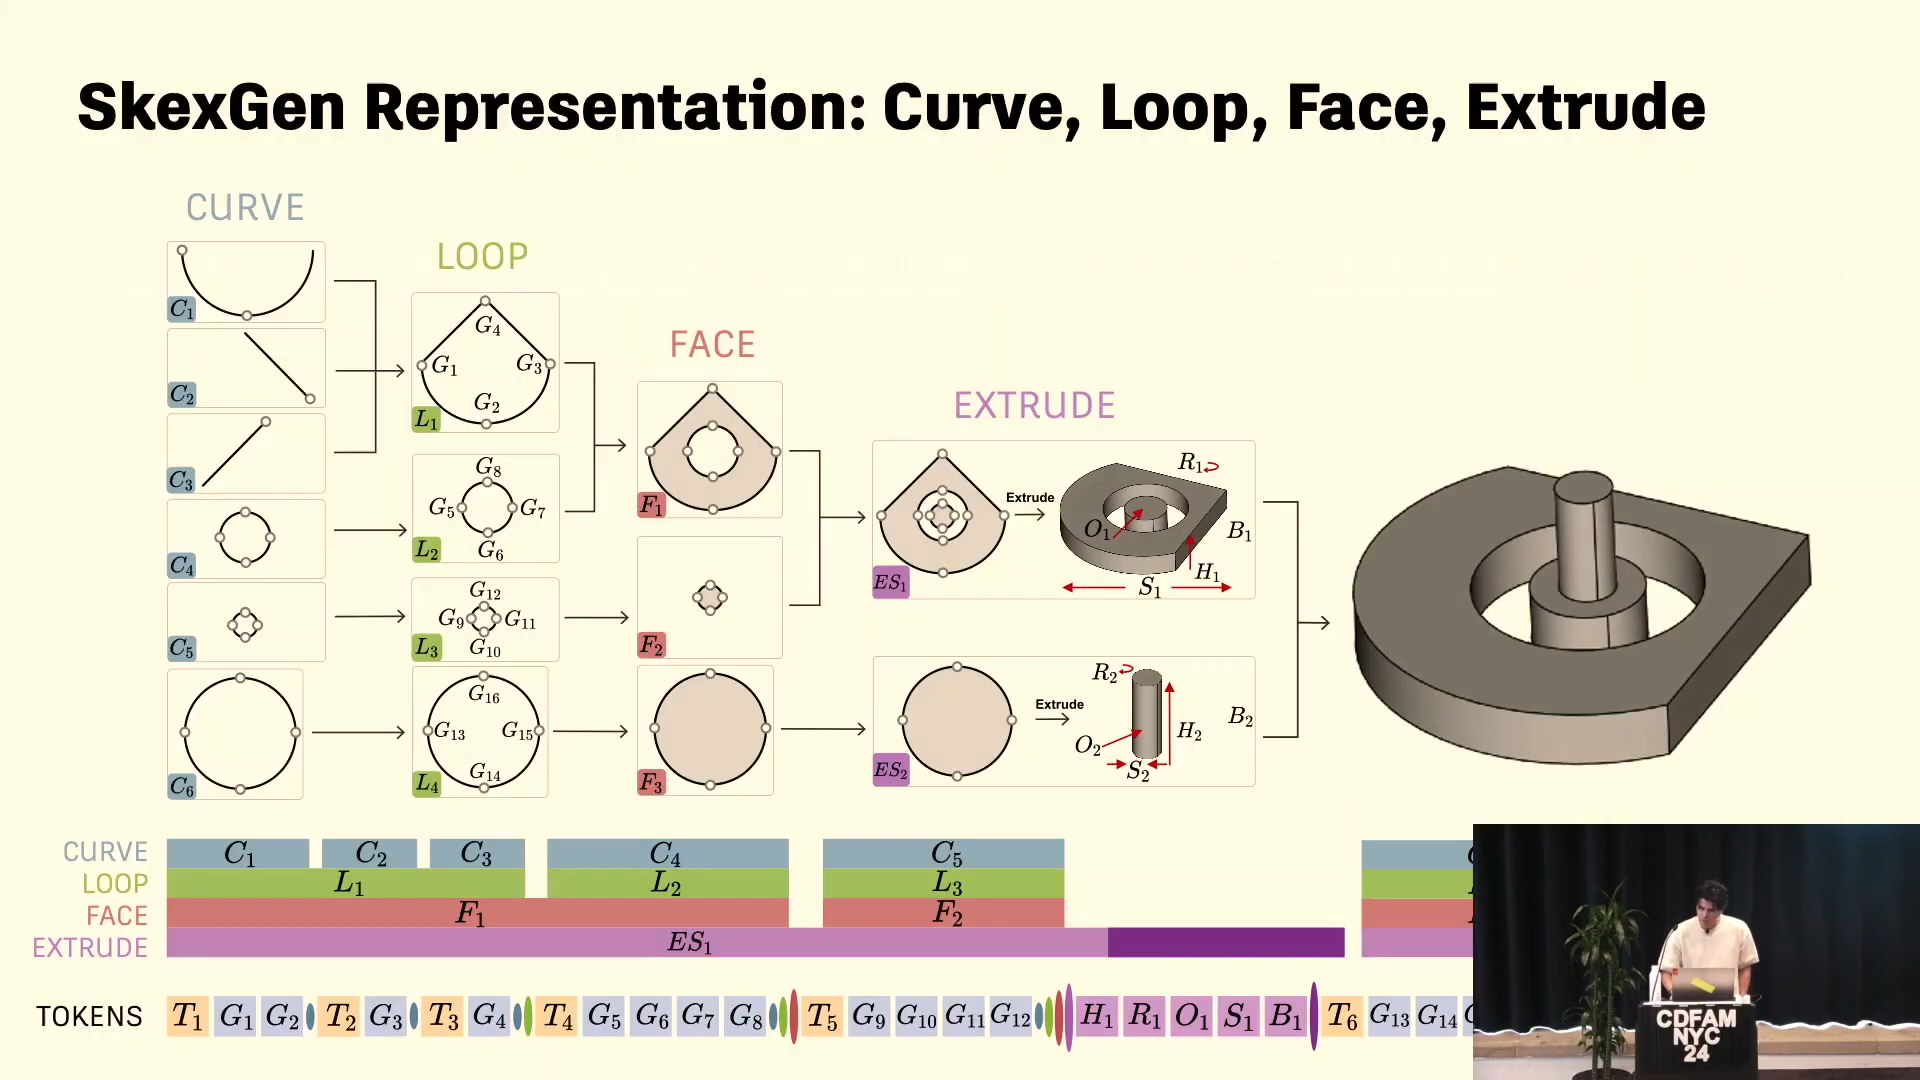 SkexGen Representation: Curve, Loop, Face, Extrude
CURVE
C₁
C₂
C₃
C₄
C₅
C₆
LOOP
G₄
G₁ G₃
G₂
L₁
G₈
G₅ G₇
G₆
L₂
G₁₂
G₉ G₁₁
G₁₀
L₃
G₁₆
G₁₃ G₁₅
G₁₄
L₄
FACE
F₁
F₂
F₃
EXTRUDE
Extrude
R₁
O₁
B₁
H₁
S₁
ES₁
Extrude
R₂
B₂
H₂
O₂
S₂
ES₂
CURVE C₁ C₂ C₃ C₄ C₅
LOOP L₁ L₂ L₃
FACE F₁ F₂
EXTRUDE ES₁
TOKENS T₁ G₁ G₂ T₂ G₃ T₃ G₄ T₄ G₅ G₆ G₇ G₈ T₅ G₉ G₁₀ G₁₁ G₁₂ H₁ R₁ O₁ S₁ B₁ T₆ G₁₃ G₁₄
CDFAM
NYC
24